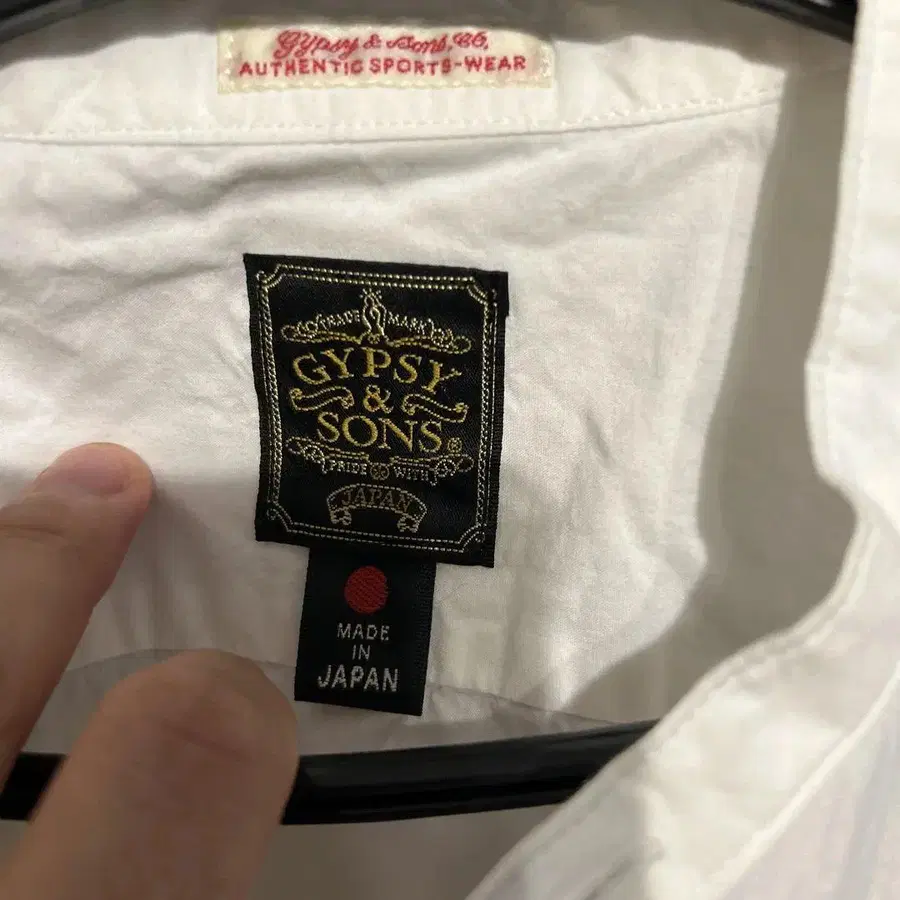 Gypsy & Sons, Co.
AUTHENTIC SPORTS-WEAR
TRADE MARK
GYPSY
&
SONS®
PRIDE WITH
JAPAN
MADE
IN
JAPAN